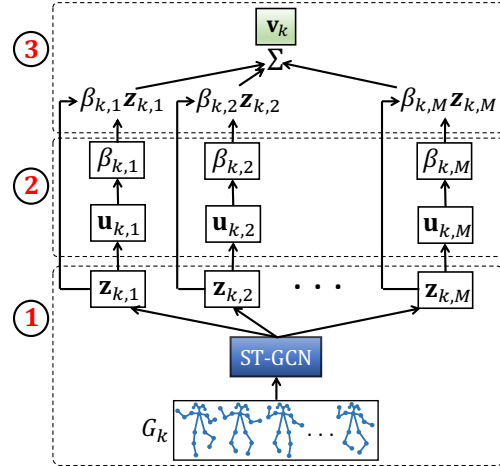 v_k
③
Σ
β_{k,1} z_{k,1} β_{k,2} z_{k,2} β_{k,M} z_{k,M}
β_{k,1} β_{k,2} β_{k,M}
②
u_{k,1} u_{k,2} u_{k,M}
z_{k,1} z_{k,2} . . . z_{k,M}
①
ST-GCN
G_k . . .